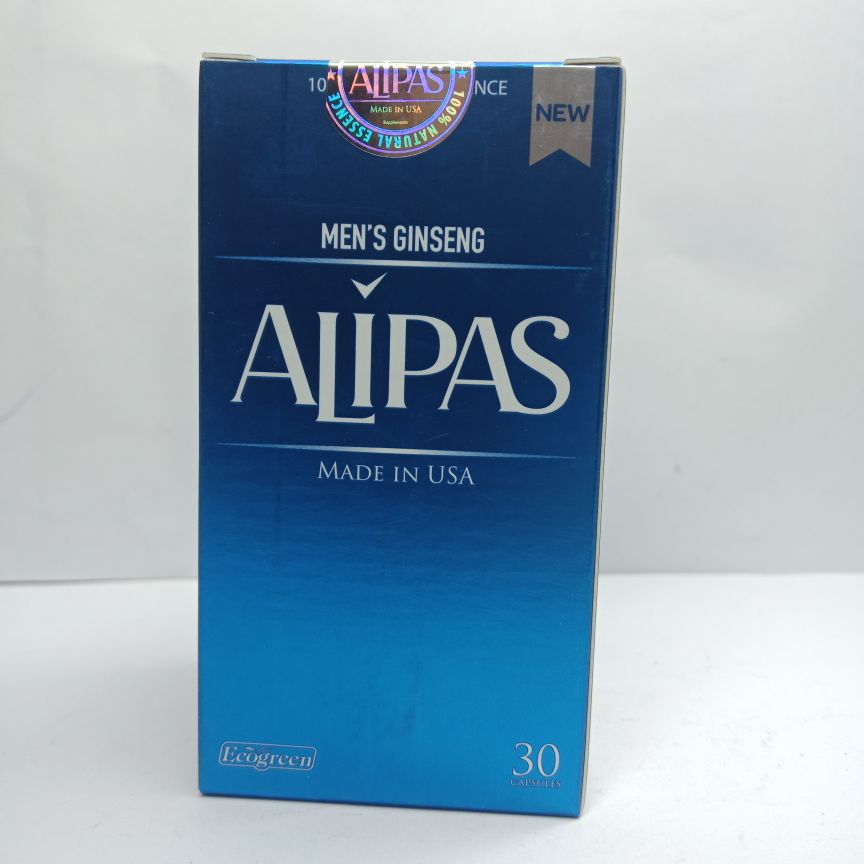 10 NCE
ALIPAS
MADE IN USA
Supplements
100% NATURAL ESSENCE
NEW
MEN'S GINSENG
ALIPAS
MADE IN USA
Ecogreen
30
CAPSULES